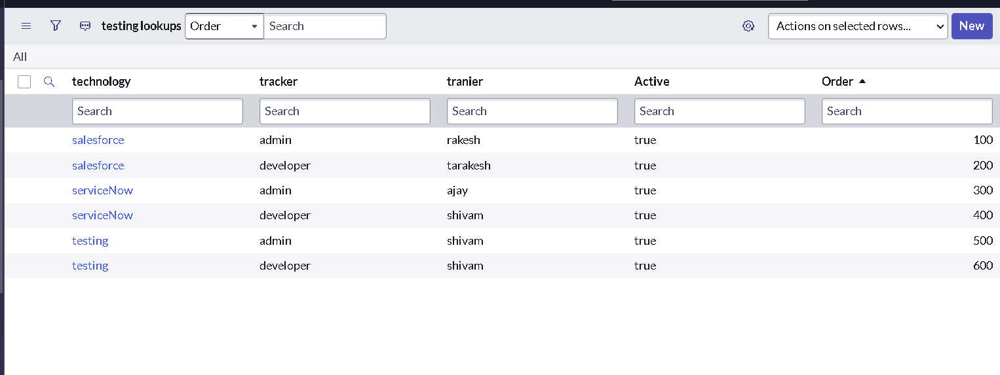 testing lookups Order Search Actions on selected rows... New
All
technology tracker tranier Active Order
Search Search Search Search Search
salesforce admin rakesh true 100
salesforce developer tarakesh true 200
serviceNow admin ajay true 300
serviceNow developer shivam true 400
testing admin shivam true 500
testing developer shivam true 600